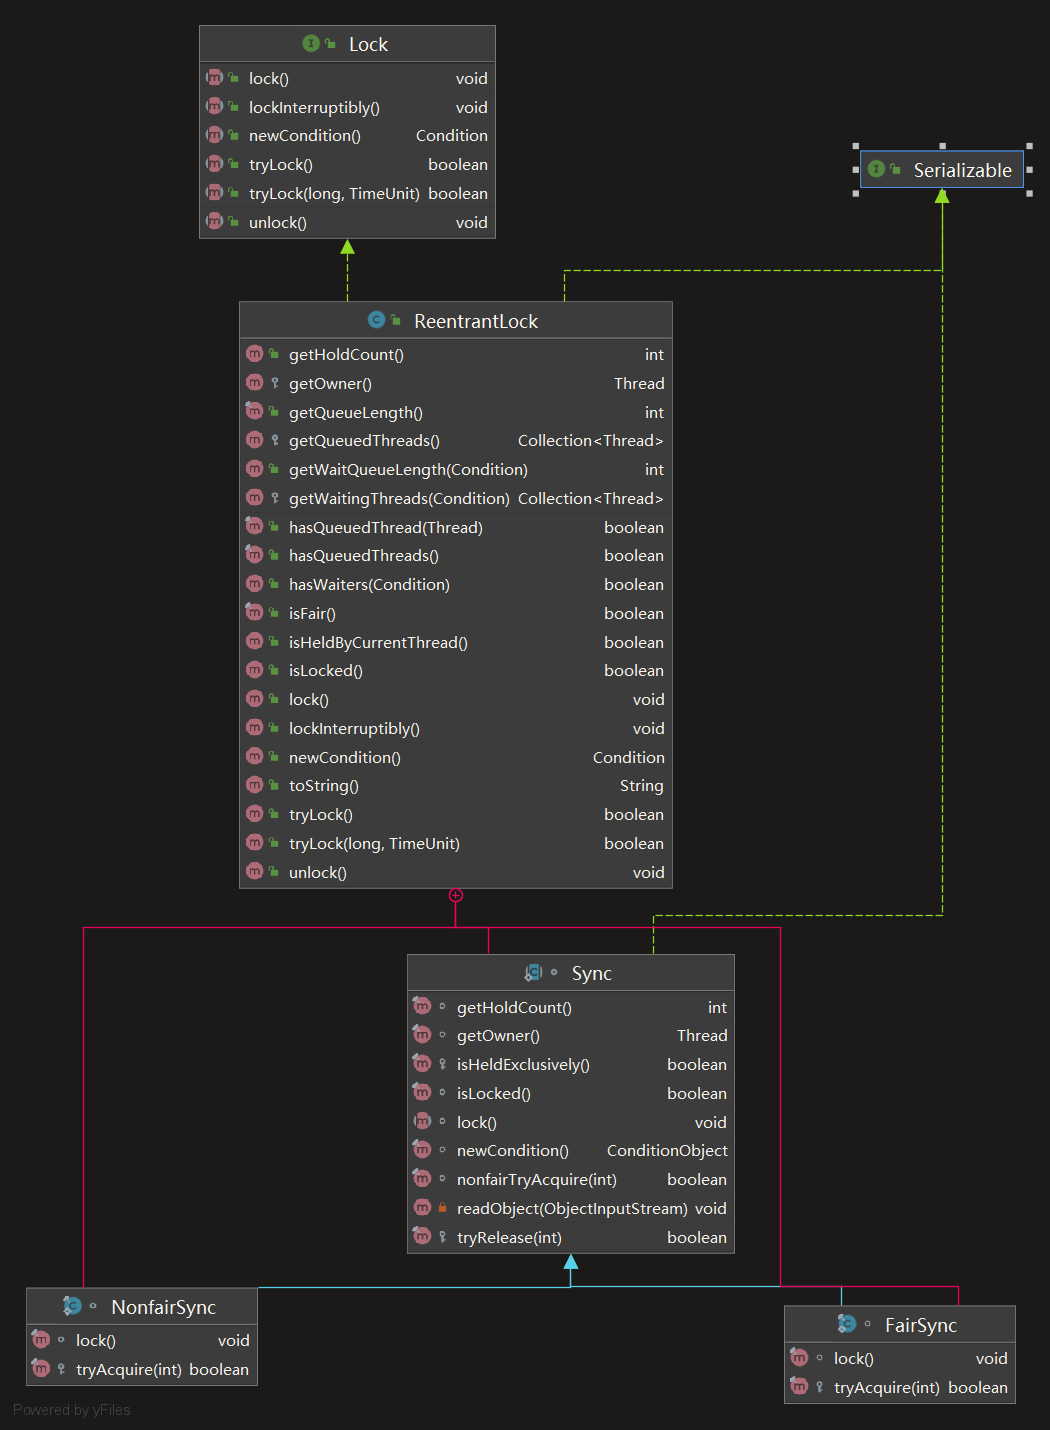 Lock
lock() void
lockInterruptibly() void
newCondition() Condition
tryLock() boolean
tryLock(long, TimeUnit) boolean
unlock() void
Serializable
ReentrantLock
getHoldCount() int
getOwner() Thread
getQueueLength() int
getQueuedThreads() Collection<Thread>
getWaitQueueLength(Condition) int
getWaitingThreads(Condition) Collection<Thread>
hasQueuedThread(Thread) boolean
hasQueuedThreads() boolean
hasWaiters(Condition) boolean
isFair() boolean
isHeldByCurrentThread() boolean
isLocked() boolean
lock() void
lockInterruptibly() void
newCondition() Condition
toString() String
tryLock() boolean
tryLock(long, TimeUnit) boolean
unlock() void
Sync
getHoldCount() int
getOwner() Thread
isHeldExclusively() boolean
isLocked() boolean
lock() void
newCondition() ConditionObject
nonfairTryAcquire(int) boolean
readObject(ObjectInputStream) void
tryRelease(int) boolean
NonfairSync
lock() void
tryAcquire(int) boolean
FairSync
lock() void
tryAcquire(int) boolean
Powered by yFiles